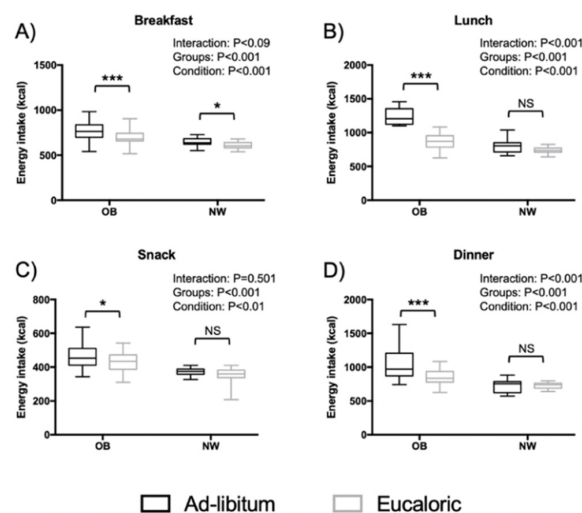 A)
Breakfast
Interaction: P<0.09
Groups: P<0.001
Condition: P<0.001
Energy intake (kcal)
1500
1000
500
0
***
*
OB
NW
B)
Lunch
Interaction: P<0.001
Groups: P<0.001
Condition: P<0.001
Energy intake (kcal)
2000
1500
1000
500
0
***
NS
OB
NW
C)
Snack
Interaction: P=0.501
Groups: P<0.001
Condition: P<0.01
Energy intake (kcal)
800
600
400
200
0
*
NS
OB
NW
D)
Dinner
Interaction: P<0.001
Groups: P<0.001
Condition: P<0.001
Energy intake (kcal)
2000
1500
1000
500
0
***
NS
OB
NW
Ad-libitum
Eucaloric